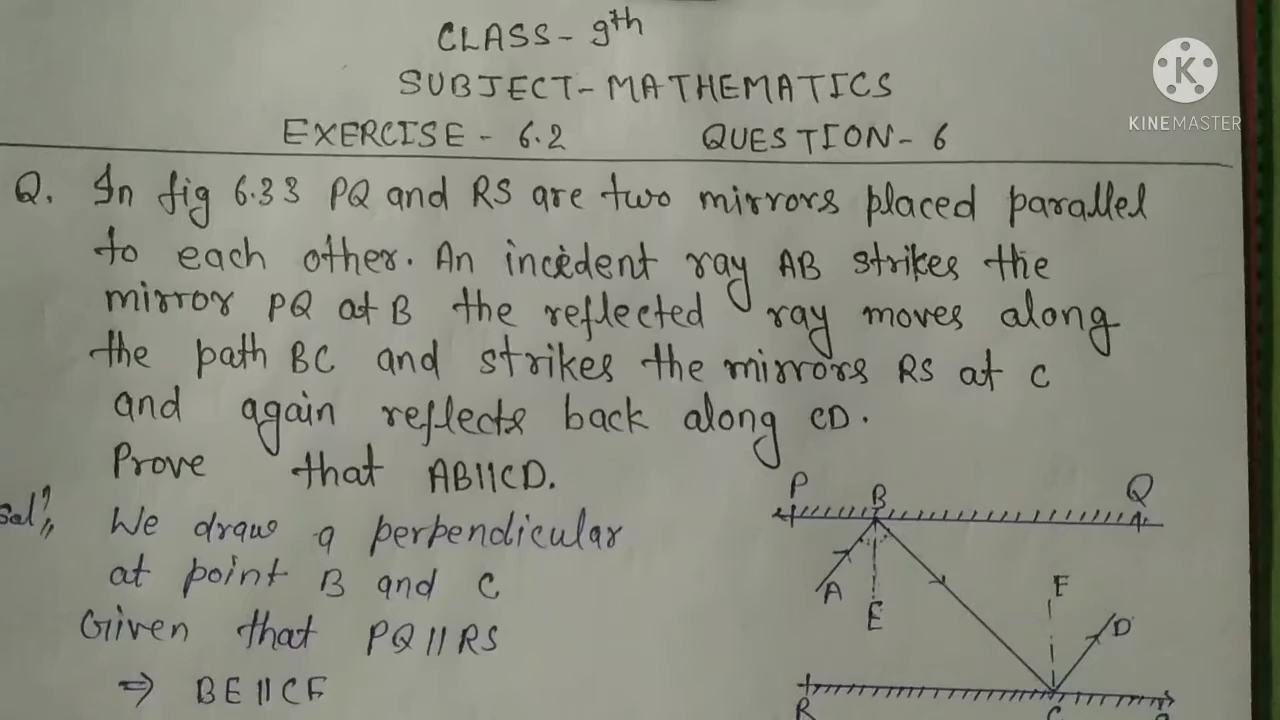 CLASS - 9th
SUBJECT - MATHEMATICS
EXERCISE - 6.2 QUESTION - 6
KINEMASTER
Q. In fig 6.33 PQ and RS are two mirrors placed parallel
to each other. An incident ray AB strikes the
mirror PQ at B the reflected ray moves along
the path BC and strikes the mirrors RS at C
and again reflects back along CD.
Prove that AB||CD.
Sol",, We draw a perpendicular
at point B and C
Given that PQ || RS
⇒ BE || CF
P B Q
A E F D
R C